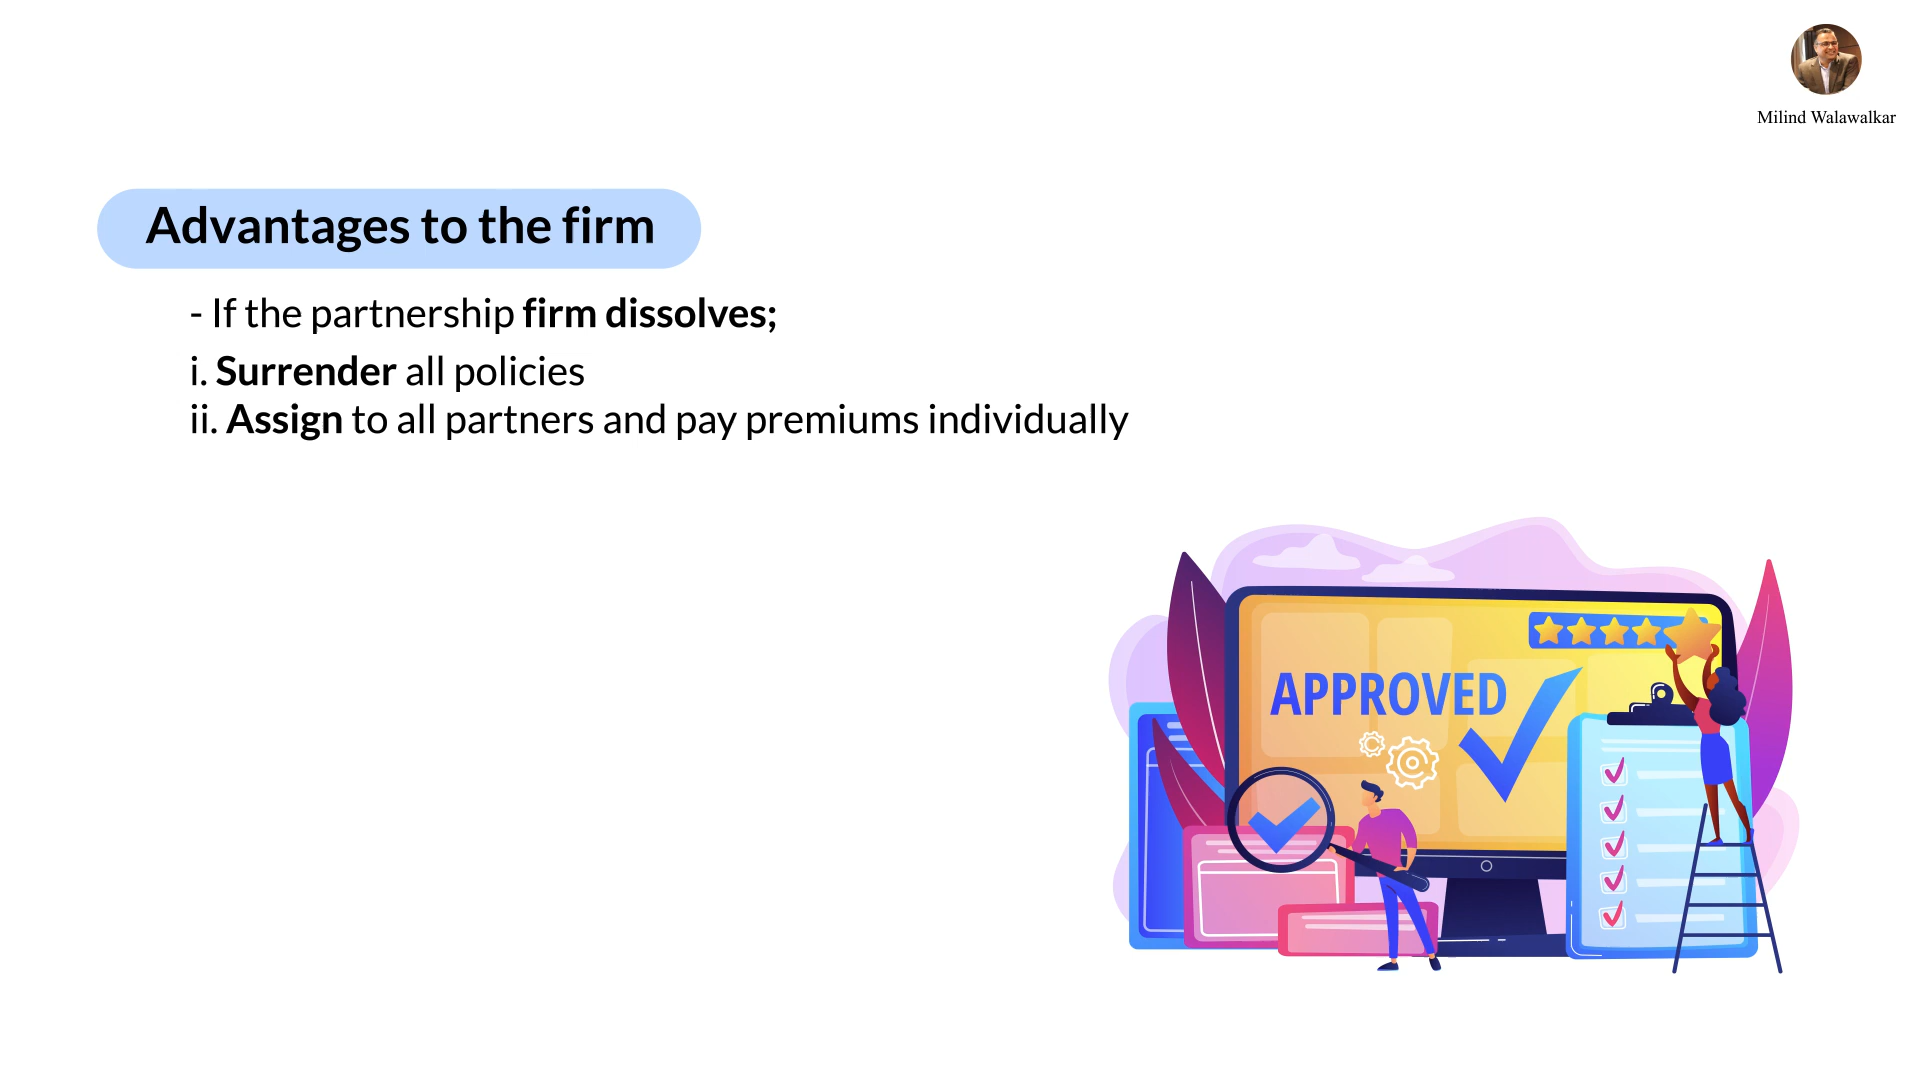 Milind Walawalkar
Advantages to the firm
- If the partnership firm dissolves;
i. Surrender all policies
ii. Assign to all partners and pay premiums individually
APPROVED